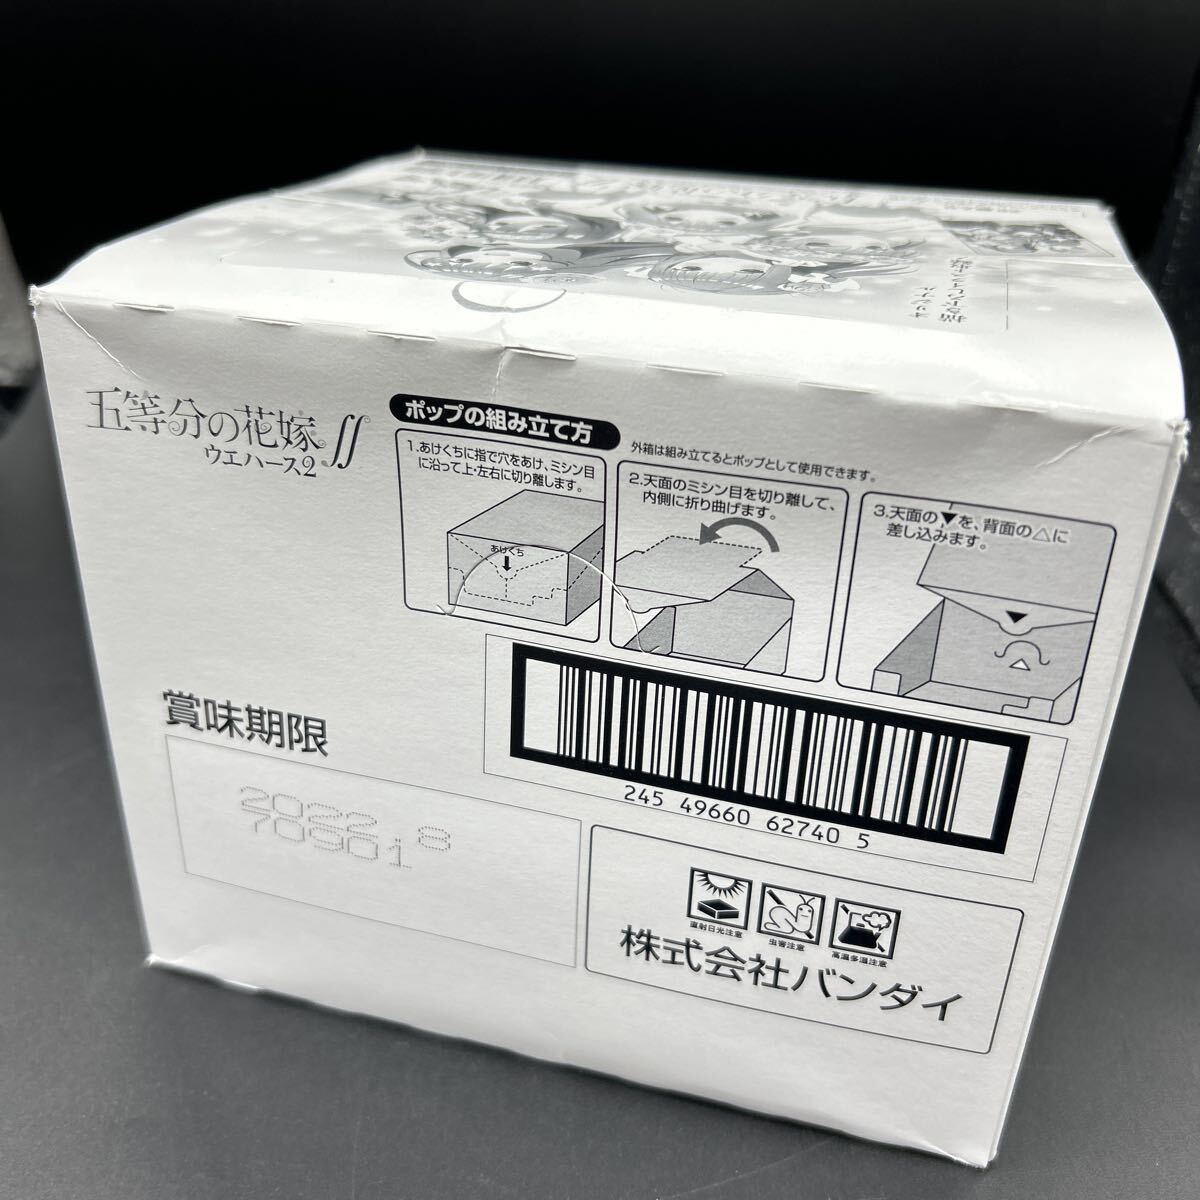 五等分の花嫁∬
ウエハース2
ポップの組み立て方
外箱は組み立てるとポップとして使用できます。
1.あけくちに指で穴をあけ、ミシン目
に沿って上・左右に切り離します。
あけくち
2.天面のミシン目を切り離して、
内側に折り曲げます。
3.天面の▼を、背面の△に
差し込みます。
245 49660 62740 5
賞味期限
2022.8
70901
直射日光注意
虫害注意
高温多湿注意
株式会社バンダイ